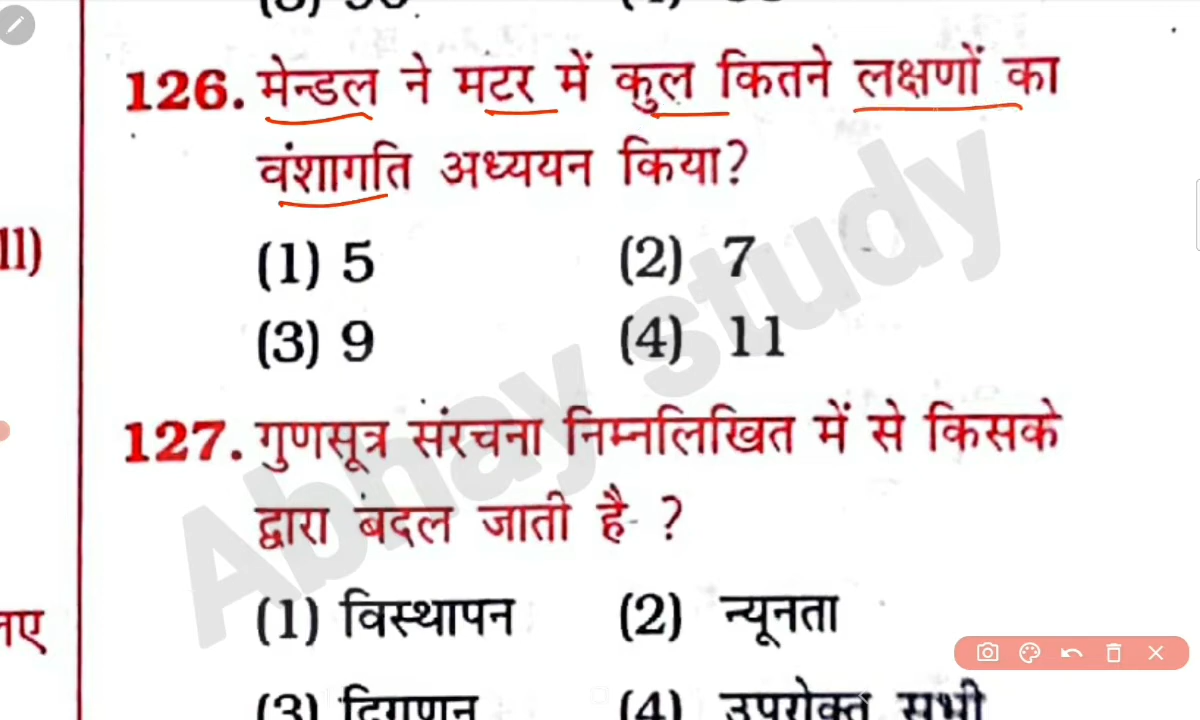 126. मेन्डल ने मटर में कुल कितने लक्षणों का
वंशागति अध्ययन किया?
(1) 5 (2) 7
(3) 9 (4) 11
127. गुणसूत्र संरचना निम्नलिखित में से किसके
द्वारा बदल जाती है ?
(1) विस्थापन (2) न्यूनता
(3) द्विगुणन (4) उपरोक्त सभी
Abhay study